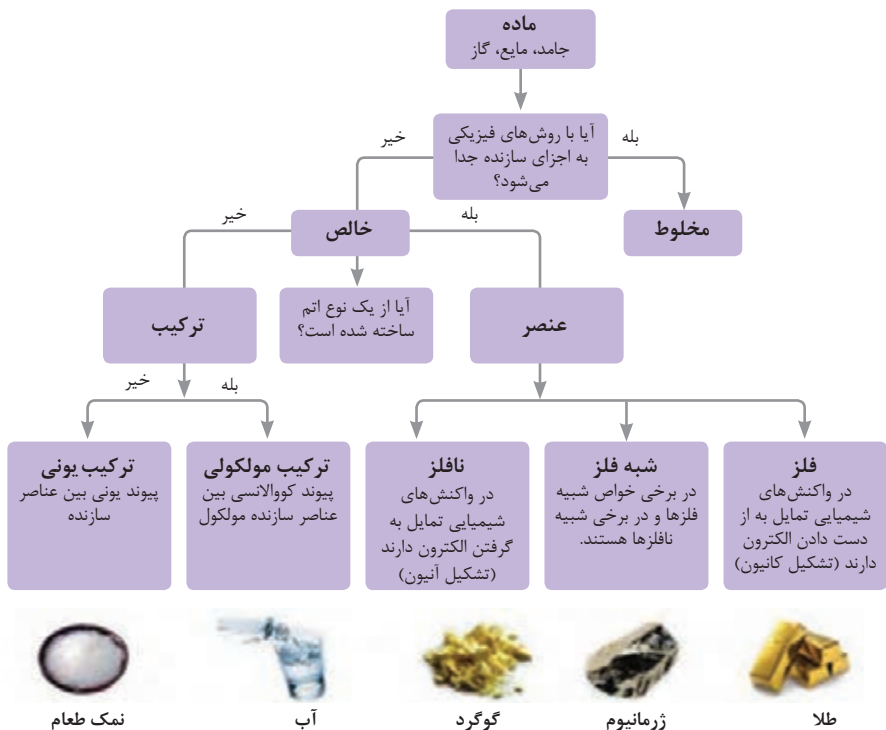 ماده
جامد، مایع، گاز
آیا با روش‌های فیزیکی
به اجزای سازنده جدا
می‌شود؟
بله
خیر
مخلوط
خالص
بله
خیر
عنصر
آیا از یک نوع اتم
ساخته شده است؟
ترکیب
بله
خیر
فلز
در واکنش‌های
شیمیایی تمایل به از
دست دادن الکترون
دارند (تشکیل کاتیون)
شبه فلز
در برخی خواص شبیه
فلزها و در برخی شبیه
نافلزها هستند.
نافلز
در واکنش‌های
شیمیایی تمایل به
گرفتن الکترون دارند
(تشکیل آنیون)
ترکیب مولکولی
پیوند کووالانسی بین
عناصر سازنده مولکول
ترکیب یونی
پیوند یونی بین عناصر
سازنده
طلا
ژرمانیوم
گوگرد
آب
نمک طعام